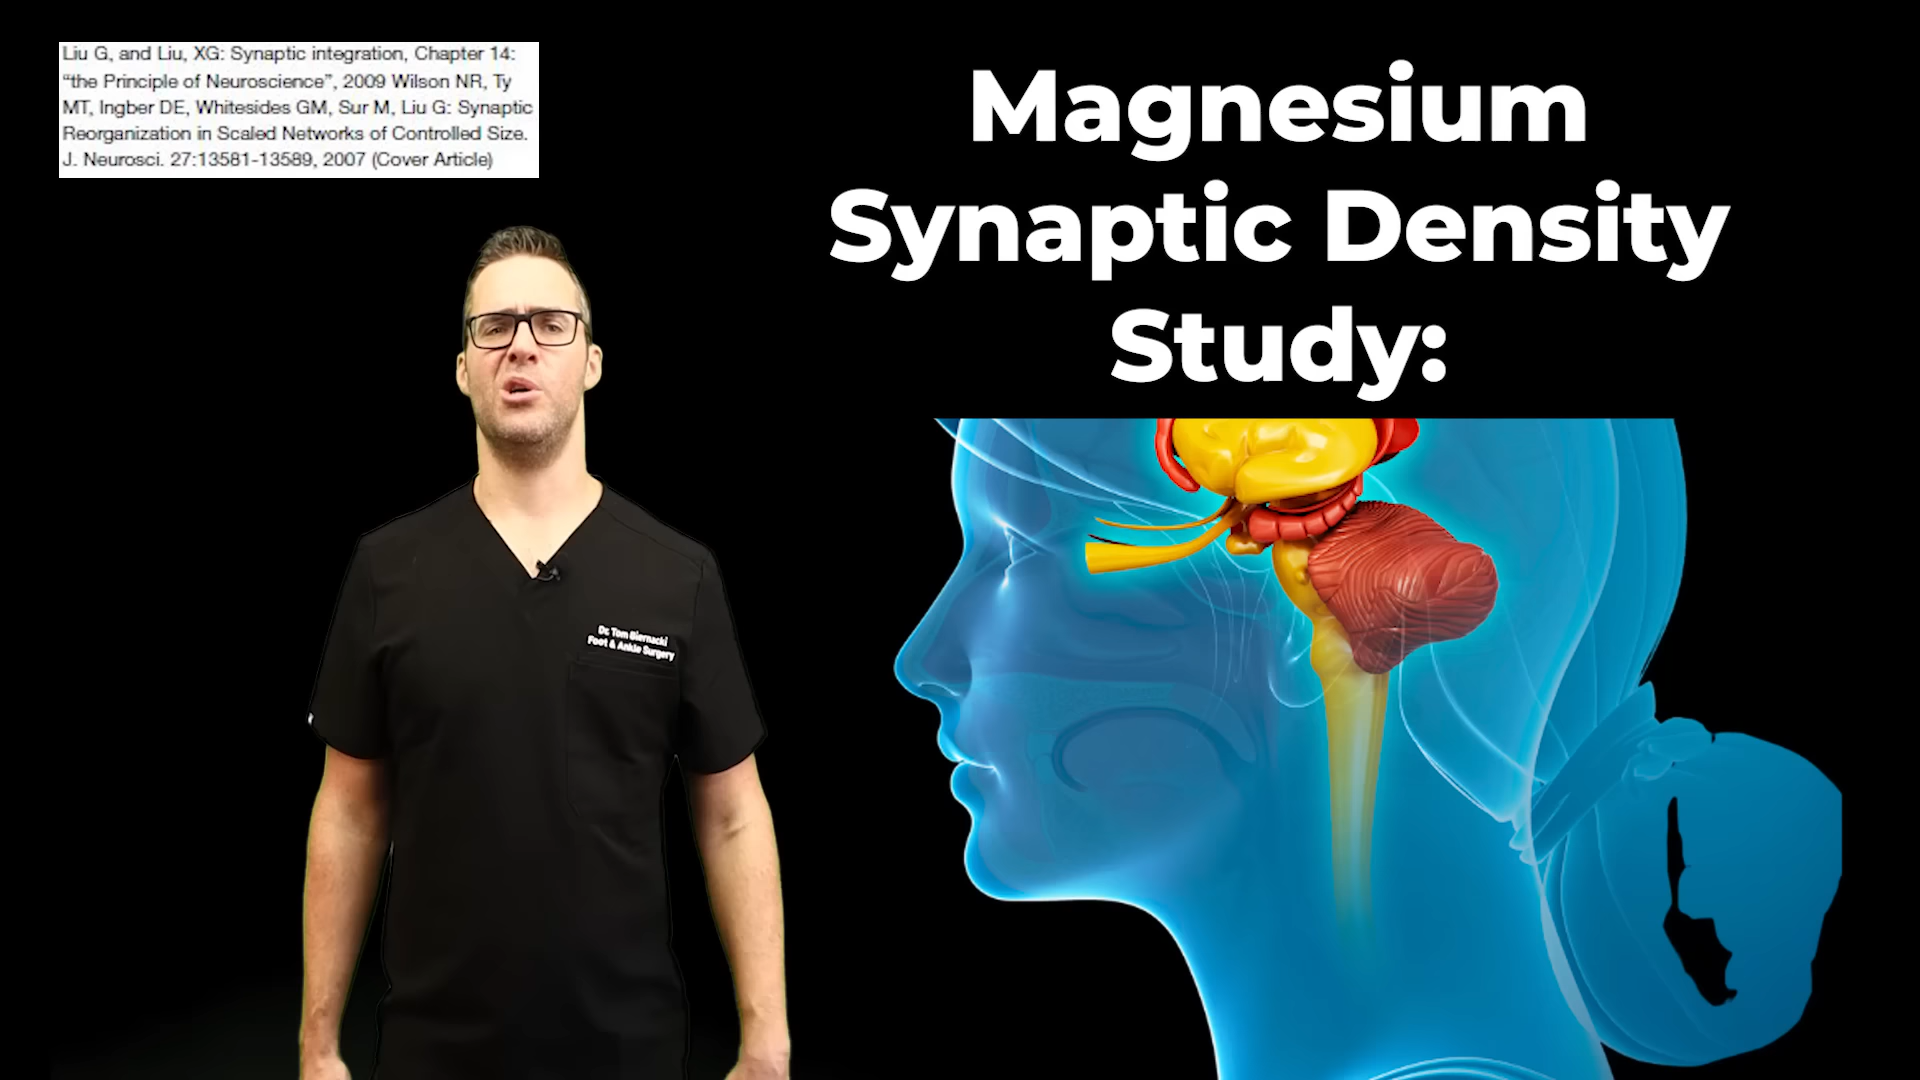 Liu G, and Liu, XG: Synaptic integration, Chapter 14:
“the Principle of Neuroscience”, 2009 Wilson NR, Ty
MT, Ingber DE, Whitesides GM, Sur M, Liu G: Synaptic
Reorganization in Scaled Networks of Controlled Size.
J. Neurosci. 27:13581-13589, 2007 (Cover Article)
Magnesium
Synaptic Density
Study:
Dr. Tom Biernacki
Foot & Ankle Surgery